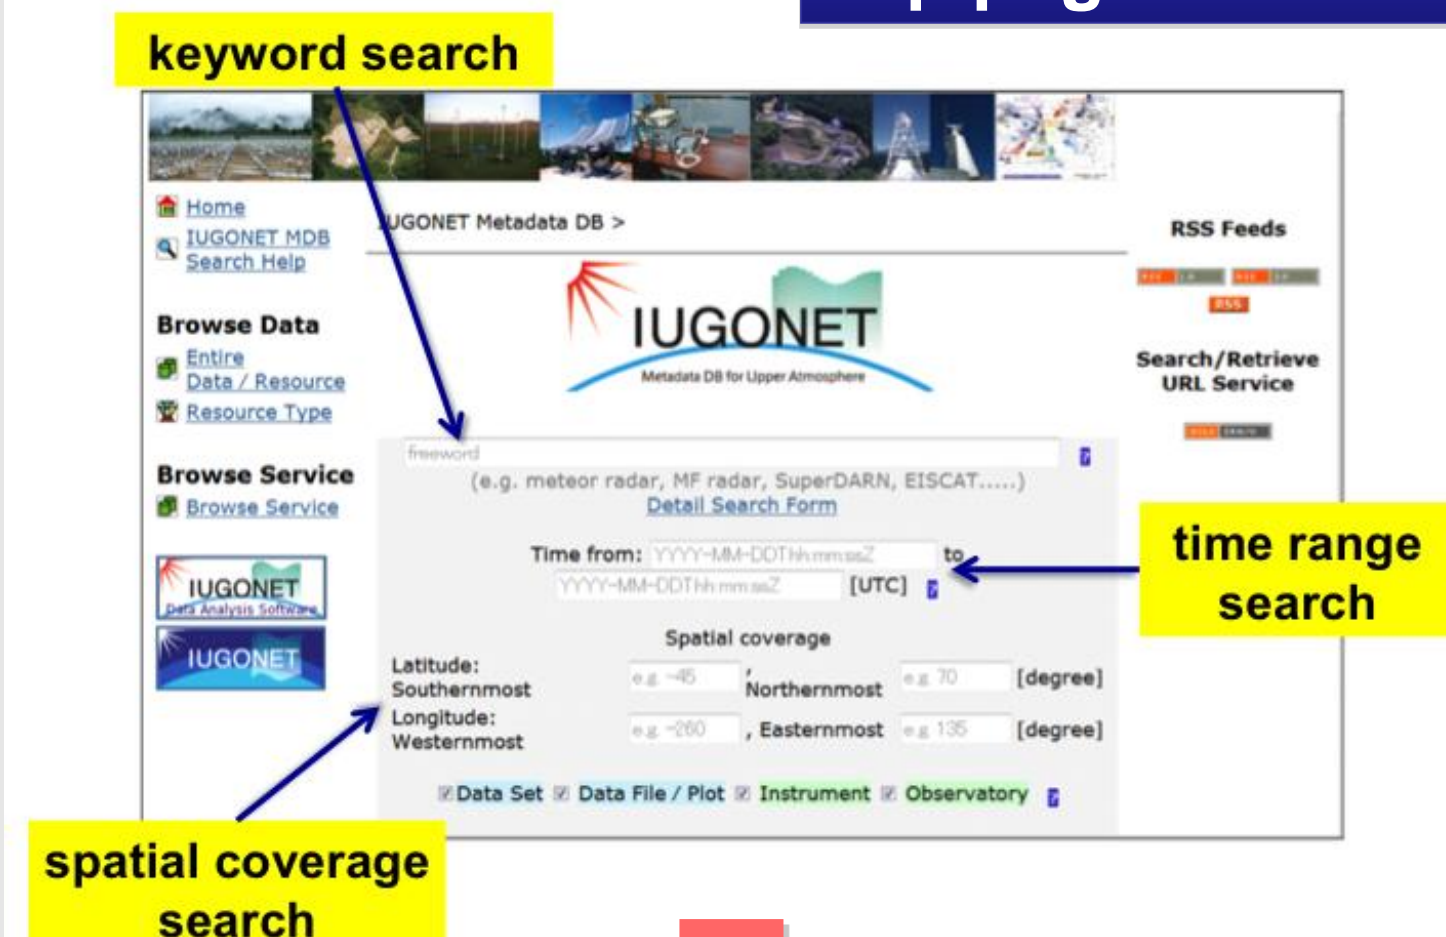 keyword search
Home
IUGONET MDB
Search Help
IUGONET Metadata DB >
RSS Feeds
RSS
IUGONET
Metadata DB for Upper Atmosphere
Browse Data
Entire
Data / Resource
Resource Type
Search/Retrieve
URL Service
Browse Service
Browse Service
freeword
(e.g. meteor radar, MF radar, SuperDARN, EISCAT.....)
Detail Search Form
time range
search
Time from: YYYY-MM-DDThh:mm:ssZ to
YYYY-MM-DDThh:mm:ssZ [UTC]
IUGONET
Data Analysis Software
IUGONET
Spatial coverage
Latitude:
Southernmost e.g. -45 , Northernmost e.g. 70 [degree]
Longitude:
Westernmost e.g. -260 , Easternmost e.g. 135 [degree]
Data Set Data File / Plot Instrument Observatory
spatial coverage
search